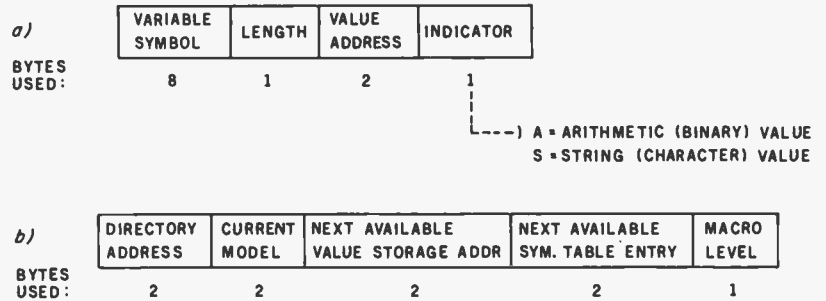 a) VARIABLE SYMBOL LENGTH VALUE ADDRESS INDICATOR
BYTES USED: 8 1 2 1
A = ARITHMETIC (BINARY) VALUE
S = STRING (CHARACTER) VALUE
b) DIRECTORY ADDRESS CURRENT MODEL NEXT AVAILABLE VALUE STORAGE ADDR NEXT AVAILABLE SYM. TABLE ENTRY MACRO LEVEL
BYTES USED: 2 2 2 2 1